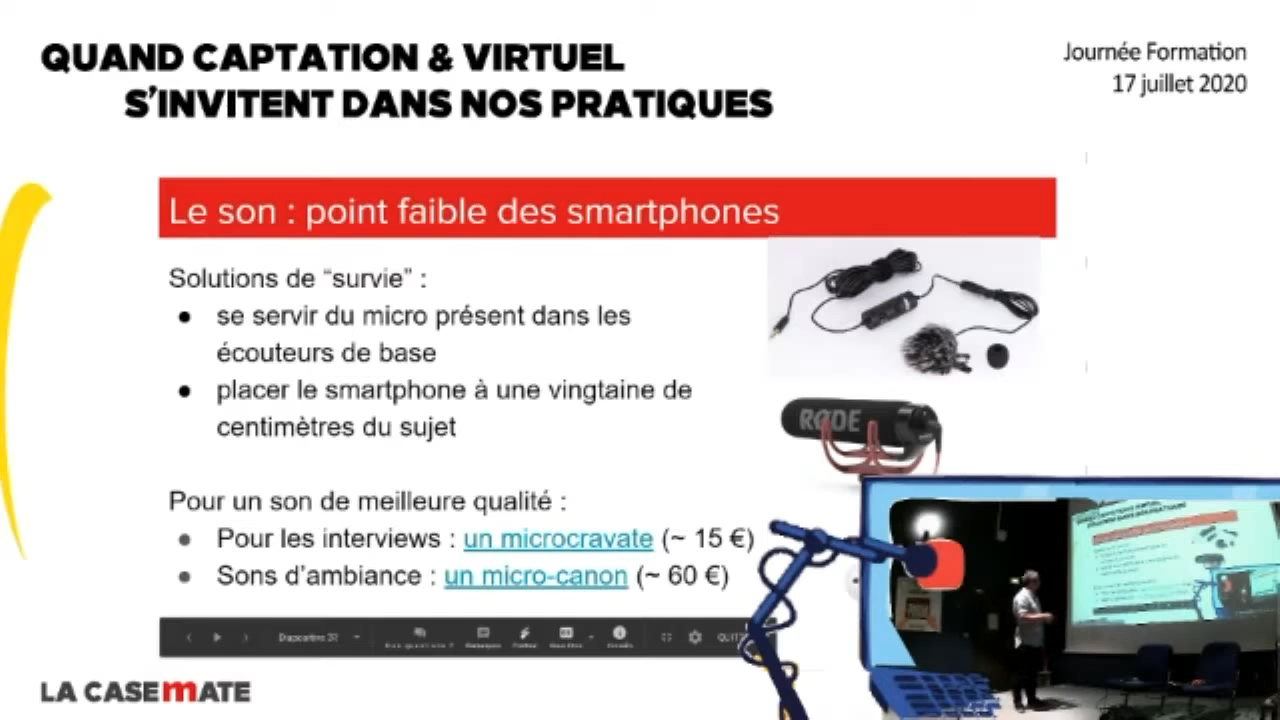 QUAND CAPTATION & VIRTUEL
S'INVITENT DANS NOS PRATIQUES
Journée Formation
17 juillet 2020
Le son : point faible des smartphones
Solutions de “survie” :
● se servir du micro présent dans les
écouteurs de base
● placer le smartphone à une vingtaine de
centimètres du sujet
RØDE
Pour un son de meilleure qualité :
● Pour les interviews : un microcravate (~ 15 €)
● Sons d'ambiance : un micro-canon (~ 60 €)
Diapositive
LA CASEMATE